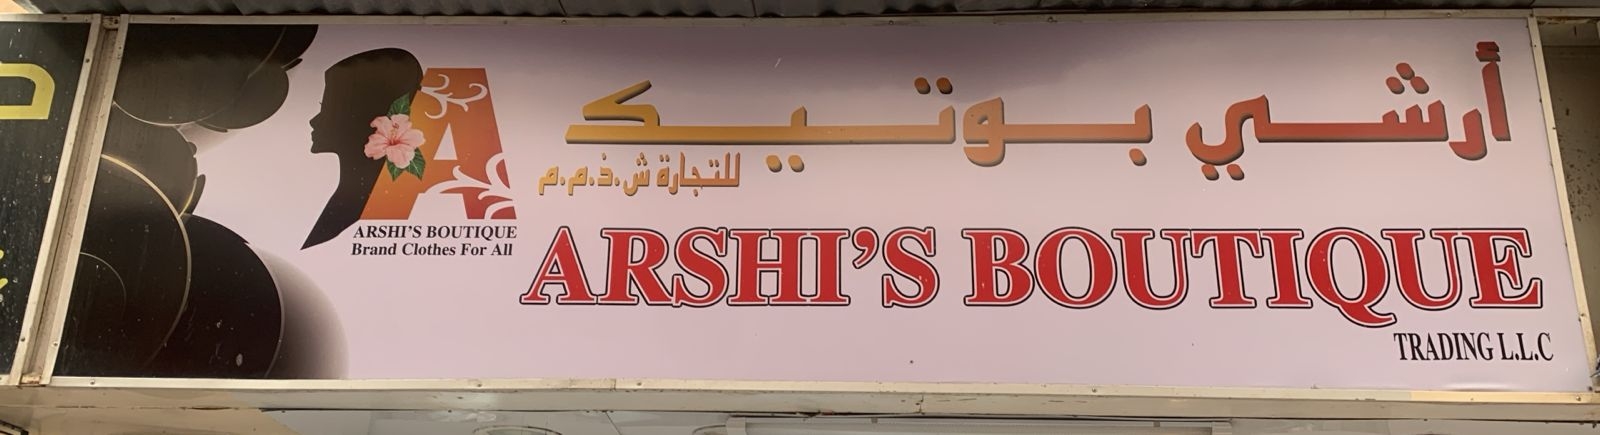 أرشي بوتيك
للتجارة ش.ذ.م.م
A
ARSHI'S BOUTIQUE
Brand Clothes For All
ARSHI'S BOUTIQUE
TRADING L.L.C